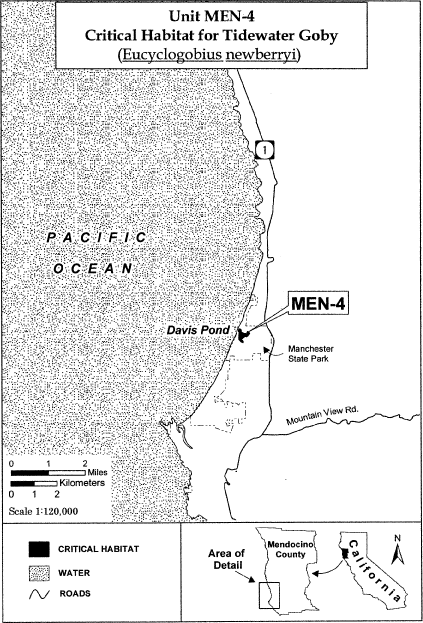 Unit MEN-4
Critical Habitat for Tidewater Goby
(Eucyclogobius newberryi)
1
PACIFIC
OCEAN
MEN-4
Davis Pond
Manchester
State Park
Mountain View Rd.
0 1 2
Miles
Kilometers
0 1 2
Scale 1:120,000
CRITICAL HABITAT
WATER
ROADS
Area of
Detail
Mendocino
County
California
N